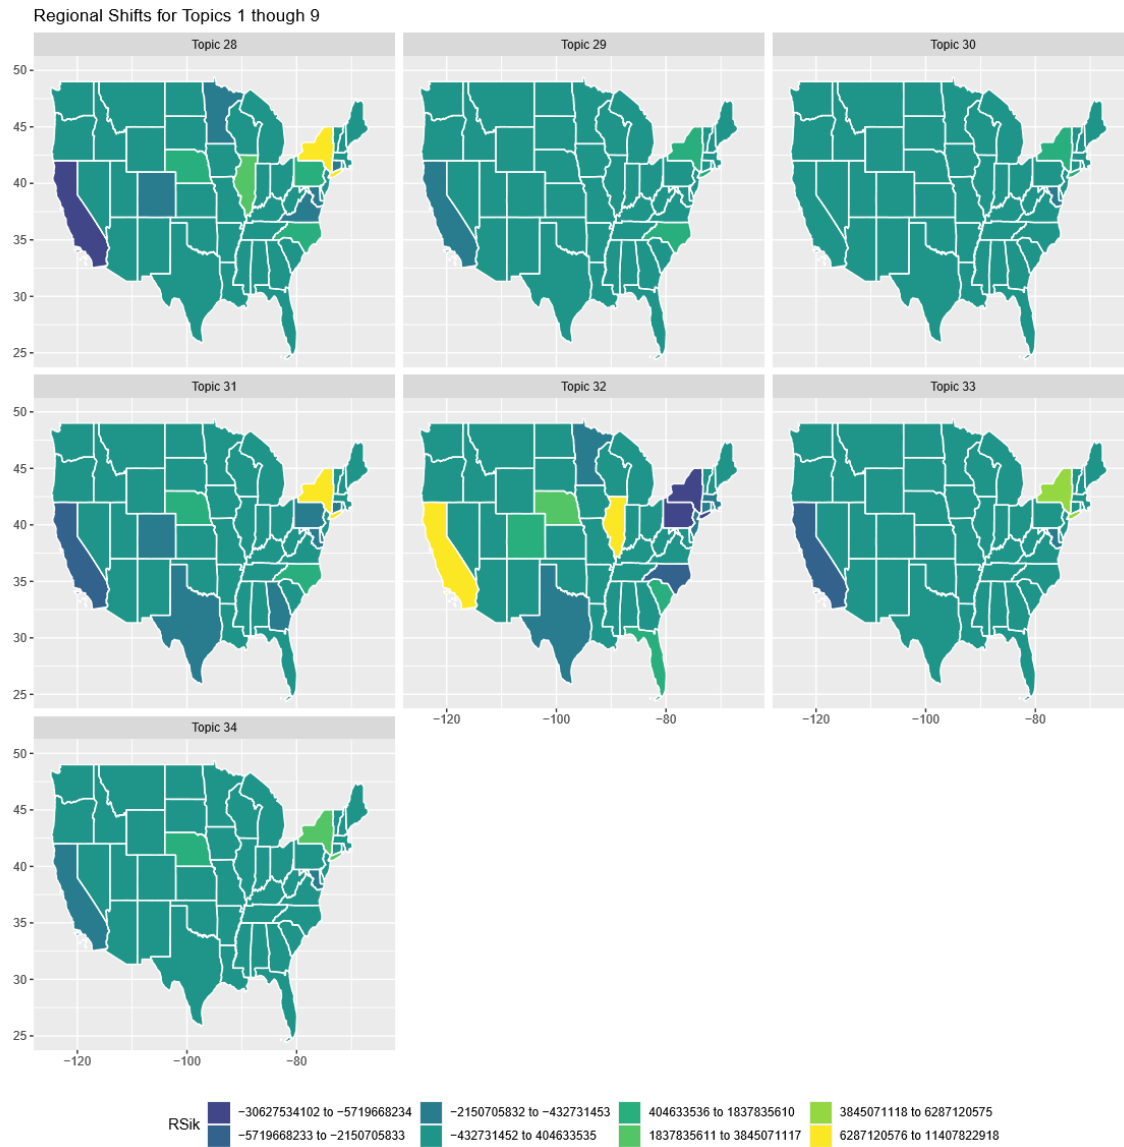 Regional Shifts for Topics 1 though 9
Topic 28 Topic 29 Topic 30
50
45
40
35
30
25
Topic 31 Topic 32 Topic 33
50
45
40
35
30
25
−120 −100 −80 −120 −100 −80
Topic 34
50
45
40
35
30
25
−120 −100 −80
RSik
−30627534102 to −5719668234 −2150705832 to −432731453 404633536 to 1837835610 3845071118 to 6287120575
−5719668233 to −2150705833 −432731452 to 404633535 1837835611 to 3845071117 6287120576 to 11407822918